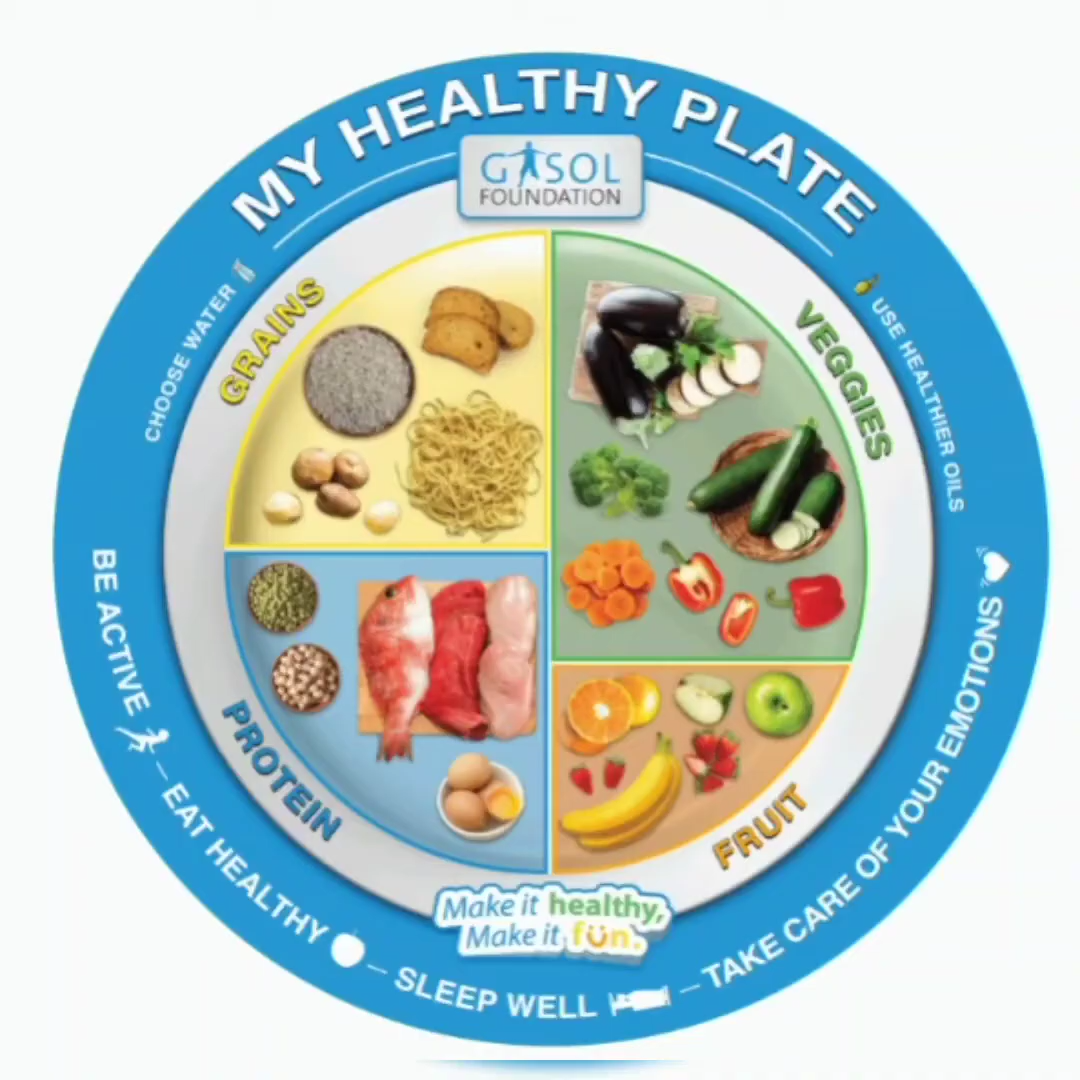 MY HEALTHY PLATE
GASOL
FOUNDATION
CHOOSE WATER
USE HEALTHIER OILS
GRAINS
VEGGIES
PROTEIN
FRUIT
Make it healthy,
Make it fun.
BE ACTIVE – EAT HEALTHY – SLEEP WELL – TAKE CARE OF YOUR EMOTIONS